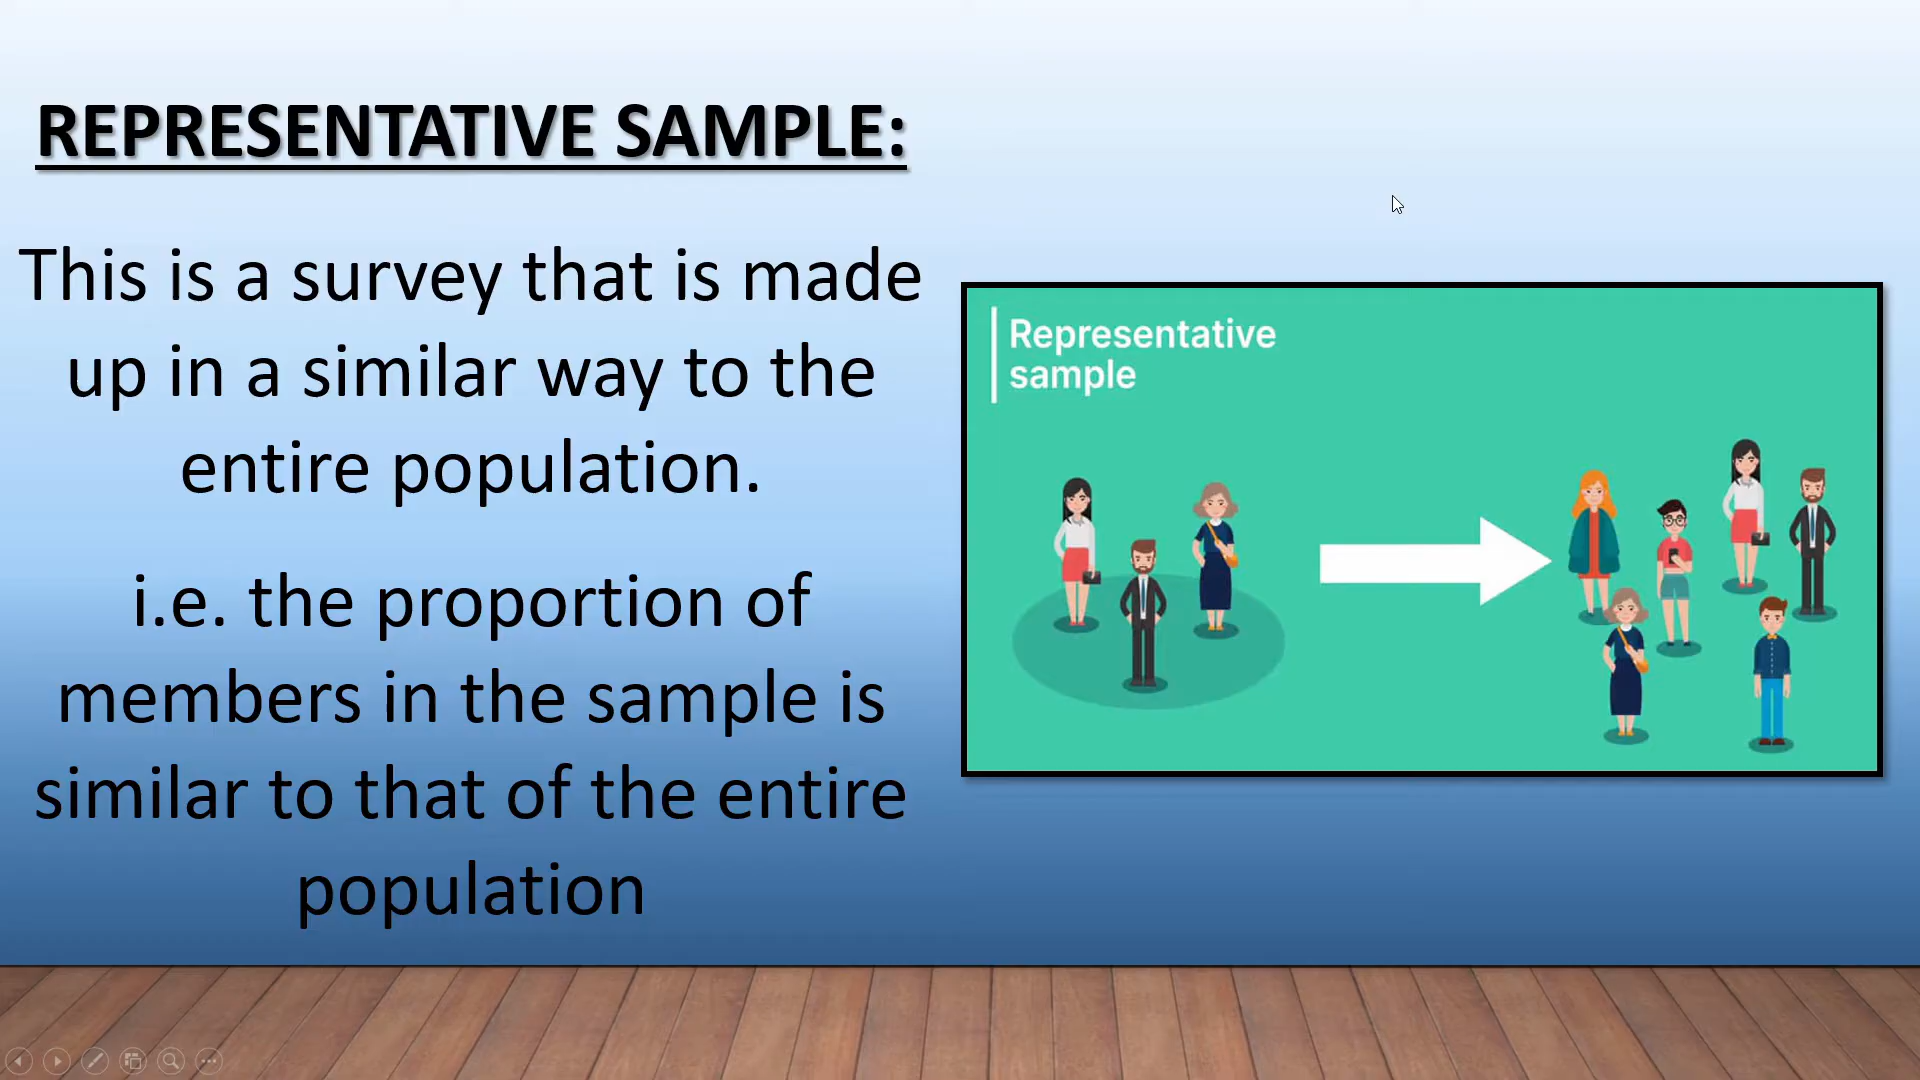 REPRESENTATIVE SAMPLE:
This is a survey that is made
up in a similar way to the
entire population.
i.e. the proportion of
members in the sample is
similar to that of the entire
population
Representative
sample